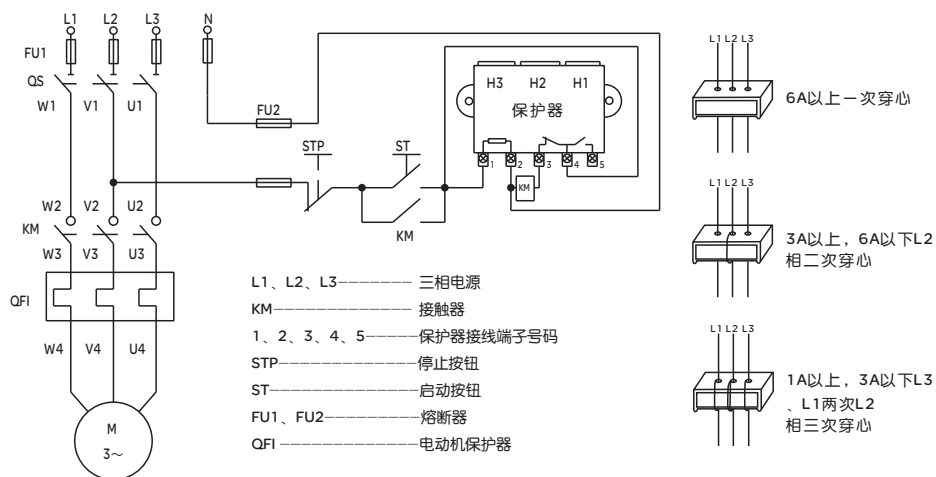 L1 L2 L3 N
FU1
QS
W1 V1 U1
FU2
STP ST
H3 H2 H1
保护器
1 2 3 4 5
KM
W2 V2 U2
KM
KM
W3 V3 U3
QFI
W4 V4 U4
M
3～
L1、L2、L3———————三相电源
KM——————————————接触器
1、2、3、4、5—————保护器接线端子号码
STP—————————————停止按钮
ST——————————————启动按钮
FU1、FU2——————————熔断器
QFI—————————————电动机保护器
L1 L2 L3
6A以上一次穿心
L1 L2 L3
3A以上，6A以下L2
相二次穿心
L1 L2 L3
1A以上，3A以下L3
、L1两次L2
相三次穿心